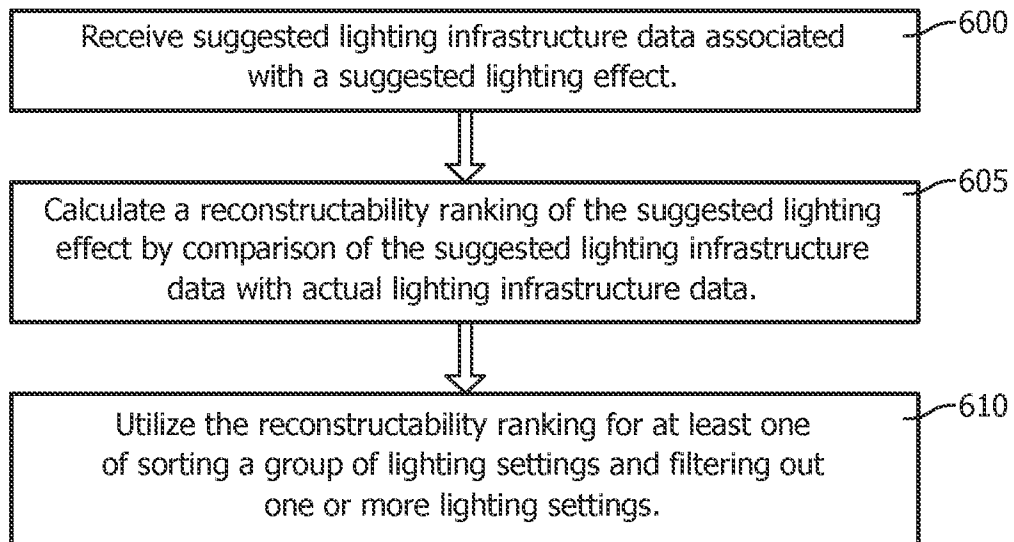 Receive suggested lighting infrastructure data associated
with a suggested lighting effect.
600
Calculate a reconstructability ranking of the suggested lighting
effect by comparison of the suggested lighting infrastructure
data with actual lighting infrastructure data.
605
Utilize the reconstructability ranking for at least one
of sorting a group of lighting settings and filtering out
one or more lighting settings.
610